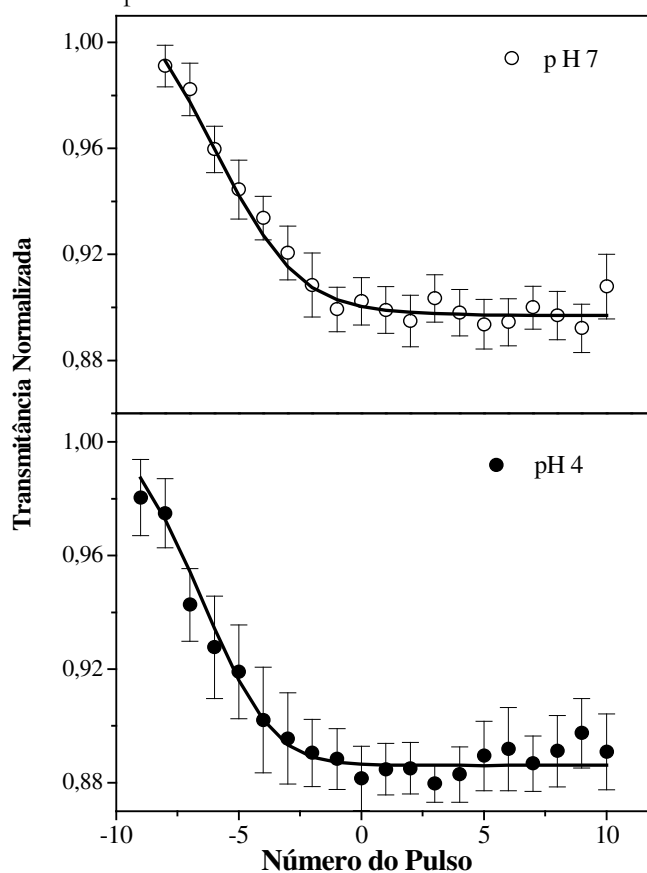 1,00
p H 7
0,96
0,92
0,88
Transmitância Normalizada
1,00
pH 4
0,96
0,92
0,88
-10 -5 0 5 10
Número do Pulso